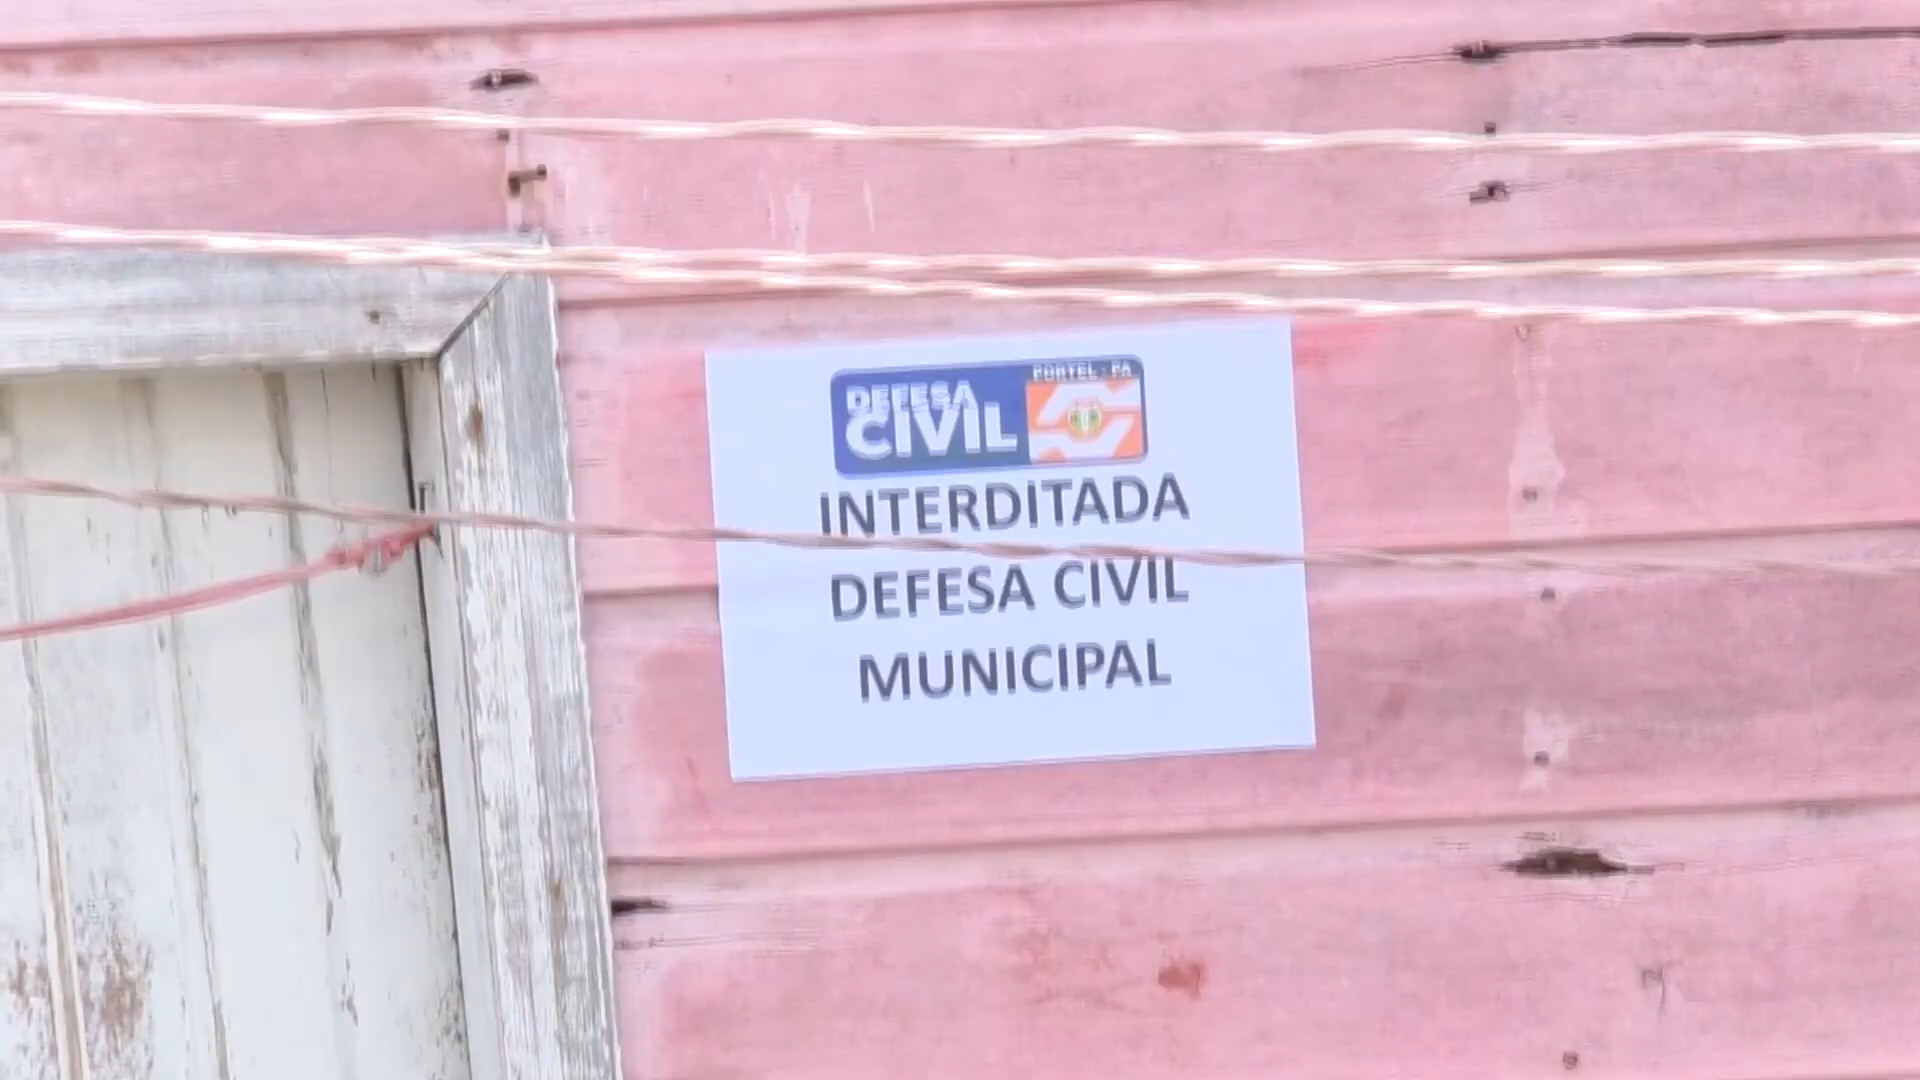 DEFESA
CIVIL
PORTEL - PA
INTERDITADA
DEFESA CIVIL
MUNICIPAL